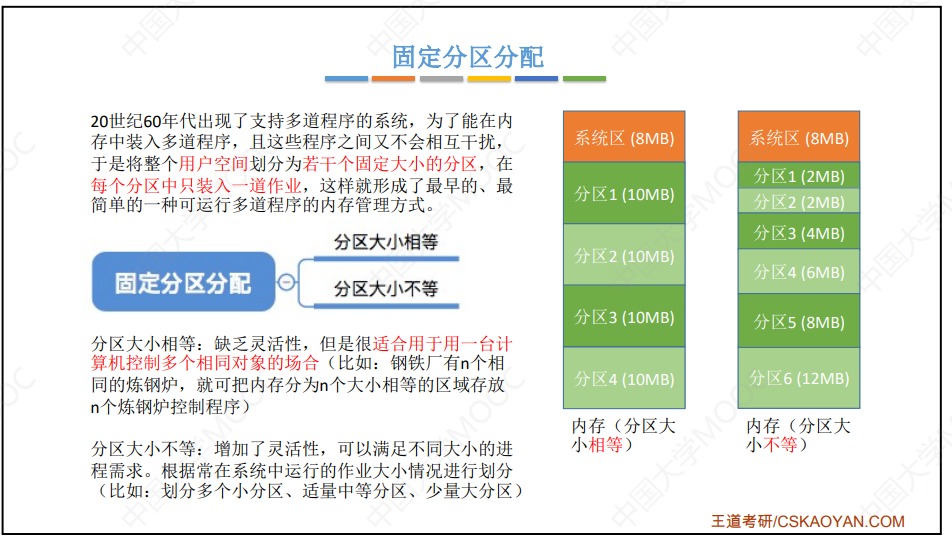 固定分区分配
20世纪60年代出现了支持多道程序的系统，为了能在内
存中装入多道程序，且这些程序之间又不会相互干扰，
于是将整个用户空间划分为若干个固定大小的分区，在
每个分区中只装入一道作业，这样就形成了最早的、最
简单的一种可运行多道程序的内存管理方式。
固定分区分配
分区大小相等
分区大小不等
分区大小相等：缺乏灵活性，但是很适合用于用一台计
算机控制多个相同对象的场合（比如：钢铁厂有n个相
同的炼钢炉，就可把内存分为n个大小相等的区域存放
n个炼钢炉控制程序）
分区大小不等：增加了灵活性，可以满足不同大小的进
程需求。根据常在系统中运行的作业大小情况进行划分
（比如：划分多个小分区、适量中等分区、少量大分区）
系统区 (8MB)
分区1 (10MB)
分区2 (10MB)
分区3 (10MB)
分区4 (10MB)
内存（分区大
小相等）
系统区 (8MB)
分区1 (2MB)
分区2 (2MB)
分区3 (4MB)
分区4 (6MB)
分区5 (8MB)
分区6 (12MB)
内存（分区大
小不等）
王道考研/CSKAOYAN.COM
中国大学MOOC